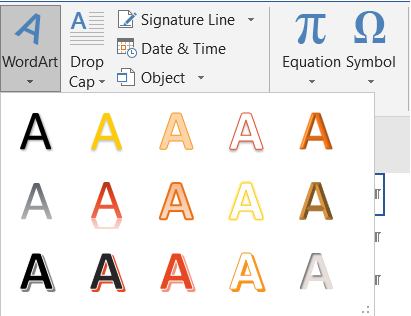 A
Signature Line
Date & Time
Object
WordArt
Drop
Cap
π
Equation
Ω
Symbol
A A A A A
A A A A A
A A A A A
¶
¶
¶